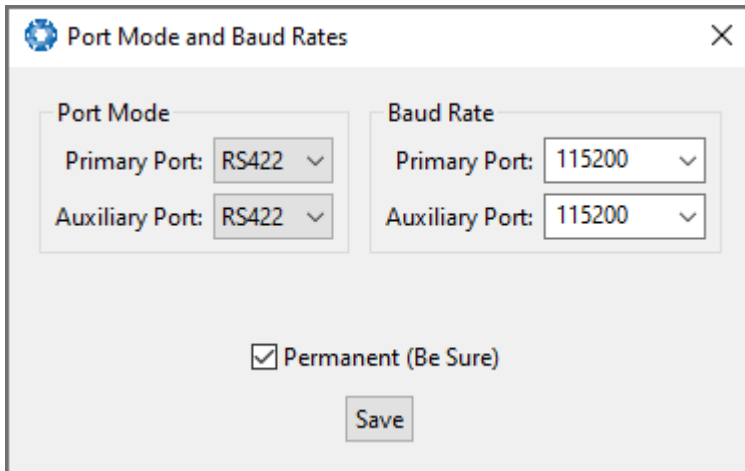 Port Mode and Baud Rates
Port Mode
Primary Port: RS422
Auxiliary Port: RS422
Baud Rate
Primary Port: 115200
Auxiliary Port: 115200
Permanent (Be Sure)
Save